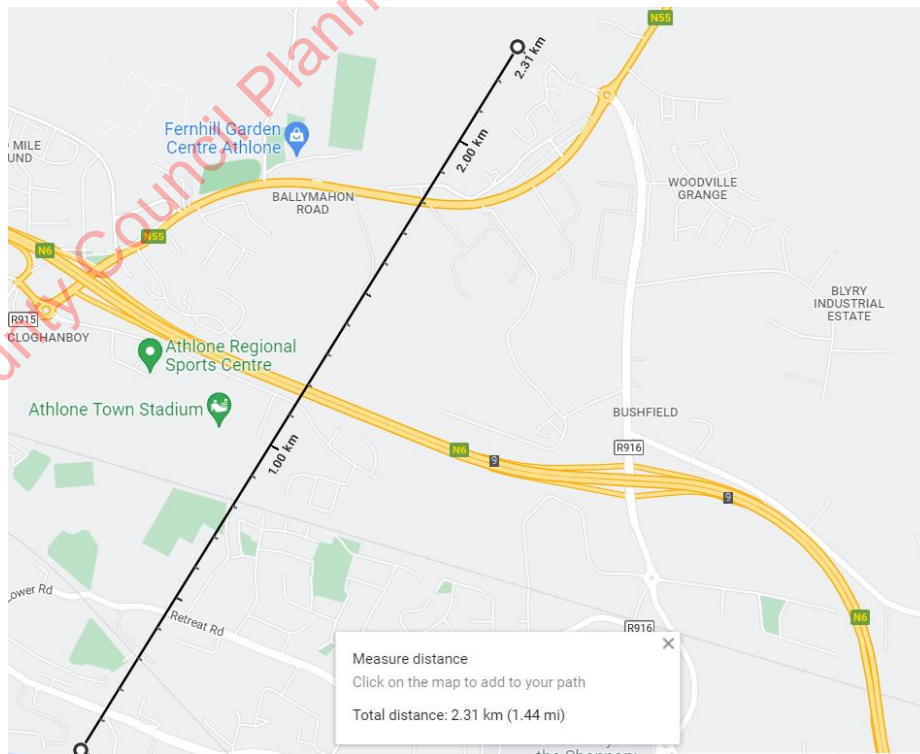 N55
2.31 km
Fernhill Garden
Centre Athlone
2.00 km
MILE
WOODVILLE
GRANGE
BALLYMAHON
ROAD
N55
N6
BLYRY
INDUSTRIAL
ESTATE
R915
CLOGHANBOY
Athlone Regional
Sports Centre
Athlone Town Stadium
BUSHFIELD
R916
1.00 km
N6
9
9
Retreat Rd
N6
R916
Measure distance
Click on the map to add to your path
Total distance: 2.31 km (1.44 mi)
County Council Plann